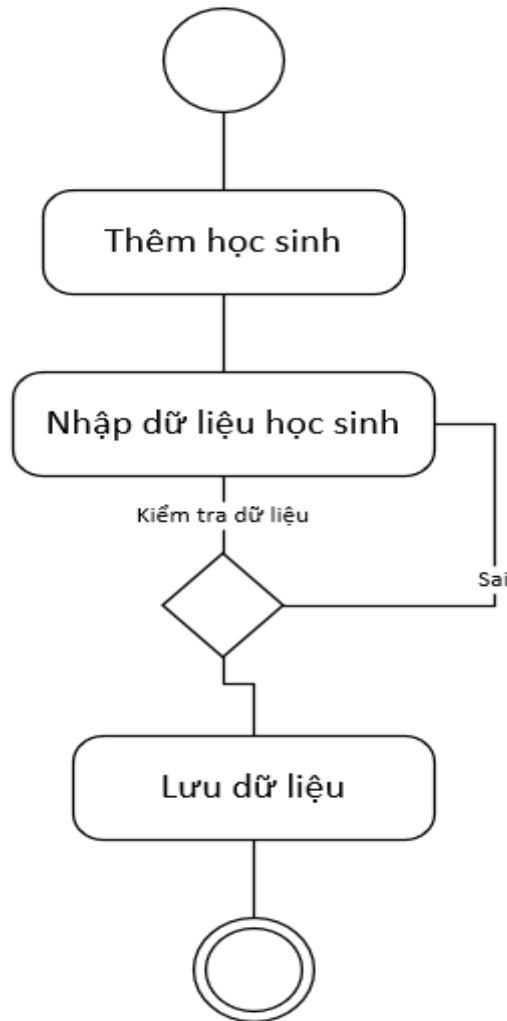 Thêm học sinh
Nhập dữ liệu học sinh
Kiểm tra dữ liệu
Sai
Lưu dữ liệu